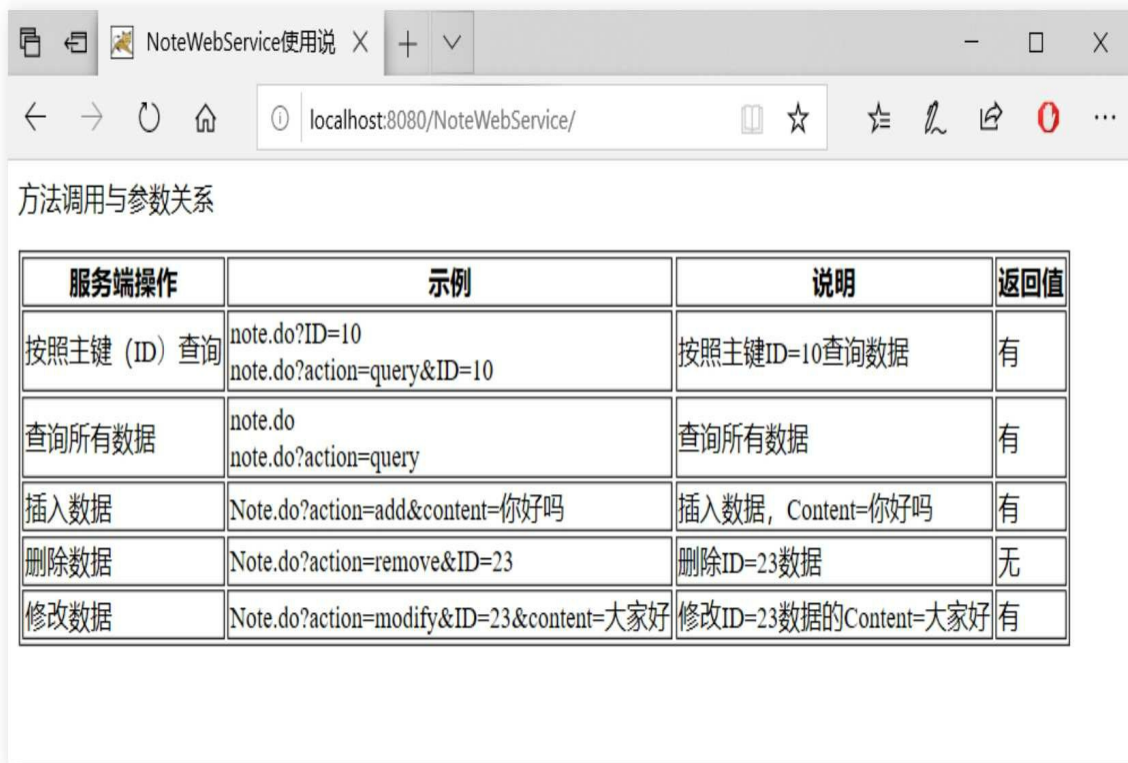 NoteWebService使用说
localhost:8080/NoteWebService/
方法调用与参数关系
服务端操作 示例 说明 返回值
按照主键（ID）查询 note.do?ID=10
note.do?action=query&ID=10 按照主键ID=10查询数据 有
查询所有数据 note.do
note.do?action=query 查询所有数据 有
插入数据 Note.do?action=add&content=你好吗 插入数据，Content=你好吗 有
删除数据 Note.do?action=remove&ID=23 删除ID=23数据 无
修改数据 Note.do?action=modify&ID=23&content=大家好 修改ID=23数据的Content=大家好 有